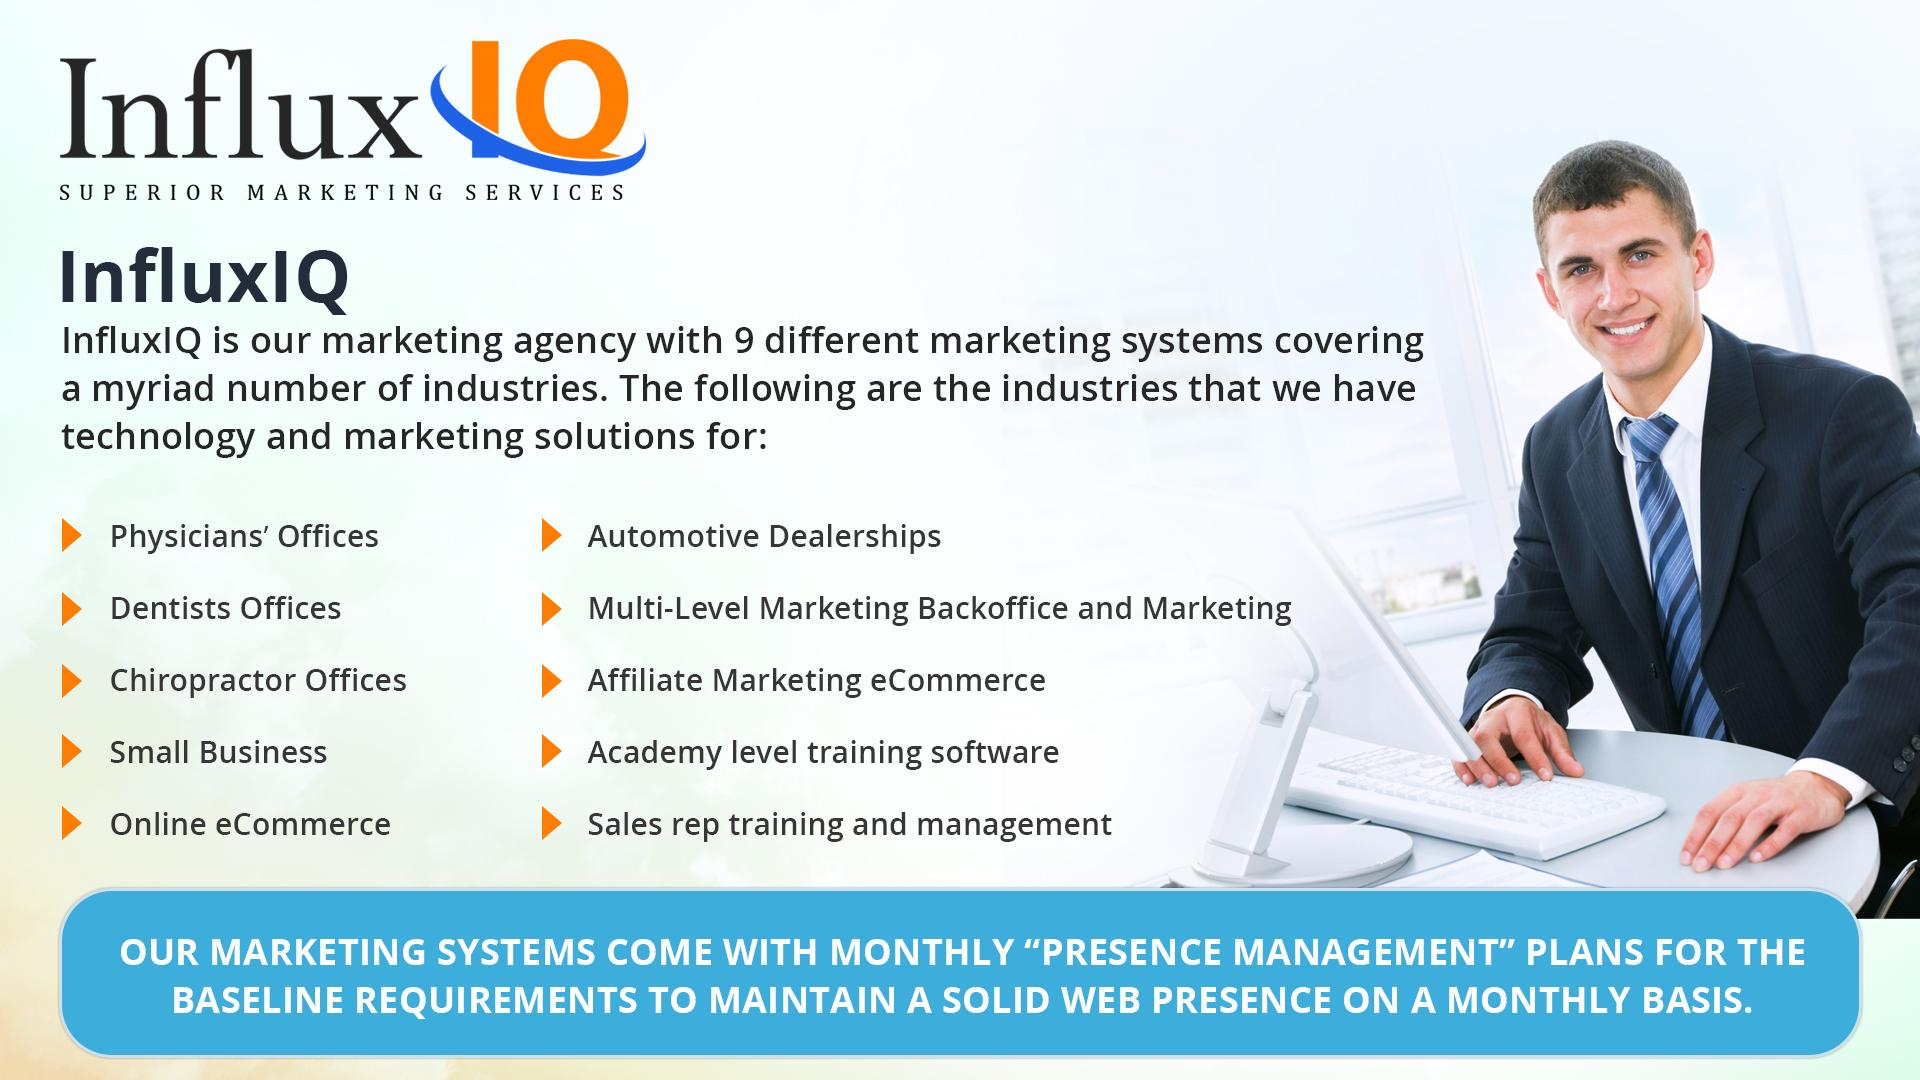 Influx IQ
SUPERIOR MARKETING SERVICES
InfluxIQ
InfluxIQ is our marketing agency with 9 different marketing systems covering
a myriad number of industries. The following are the industries that we have
technology and marketing solutions for:
Physicians’ Offices
Dentists Offices
Chiropractor Offices
Small Business
Online eCommerce
Automotive Dealerships
Multi-Level Marketing Backoffice and Marketing
Affiliate Marketing eCommerce
Academy level training software
Sales rep training and management
OUR MARKETING SYSTEMS COME WITH MONTHLY “PRESENCE MANAGEMENT” PLANS FOR THE
BASELINE REQUIREMENTS TO MAINTAIN A SOLID WEB PRESENCE ON A MONTHLY BASIS.